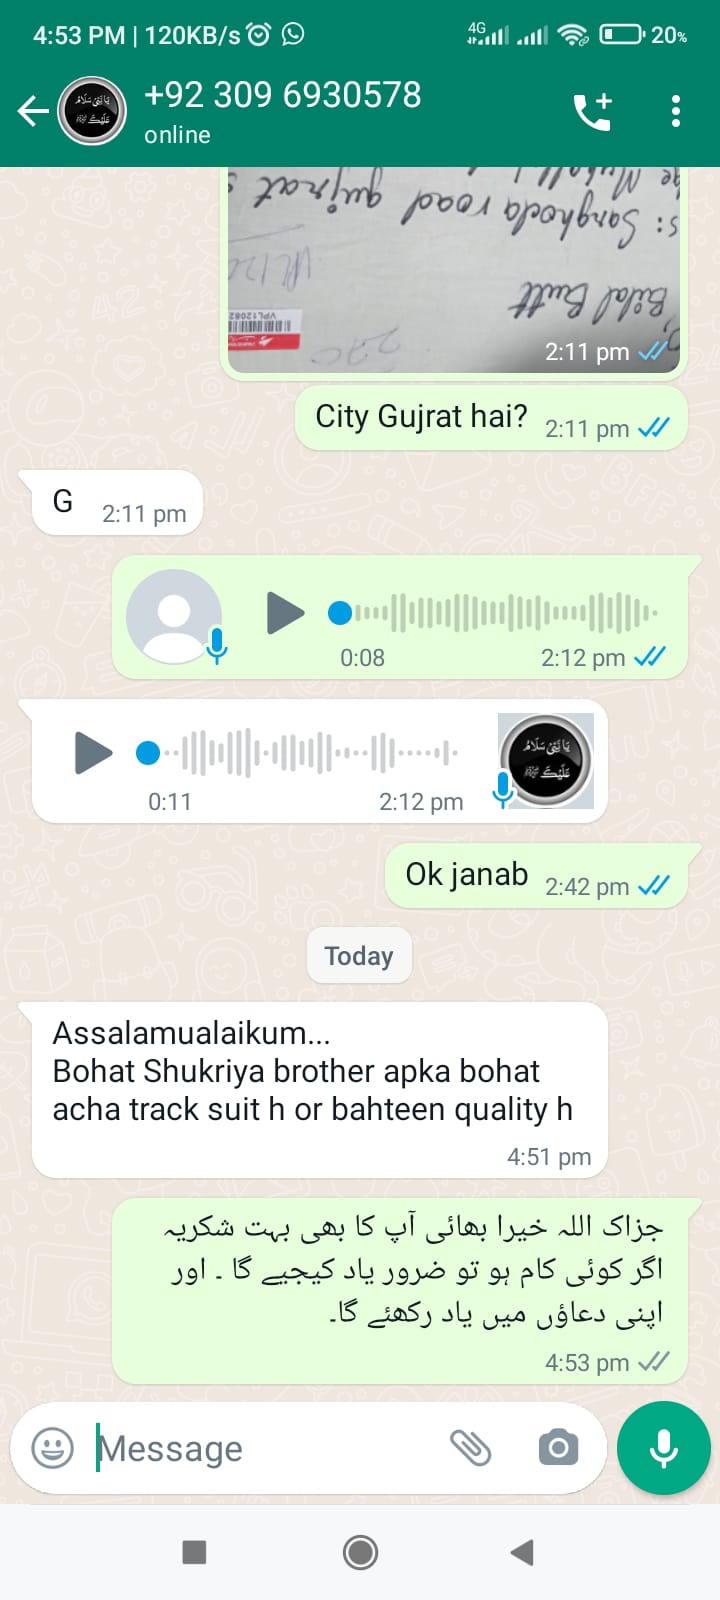 4:53 PM | 120KB/s
4G
20%
+92 309 6930578
online
s: Sarghoda road gujrat
Bilal Butt
VPL12082
2:11 pm
City Gujrat hai?
2:11 pm
G
2:11 pm
0:08
2:12 pm
0:11
2:12 pm
Ok janab
2:42 pm
Today
Assalamualaikum...
Bohat Shukriya brother apka bohat
acha track suit h or bahteen quality h
4:51 pm
جزاک اللہ خیرا بھائی آپ کا بھی بہت شکریہ
اگر کوئی کام ہو تو ضرور یاد کیجیے گا ۔ اور
اپنی دعاؤں میں یاد رکھئے گا۔
4:53 pm
Message